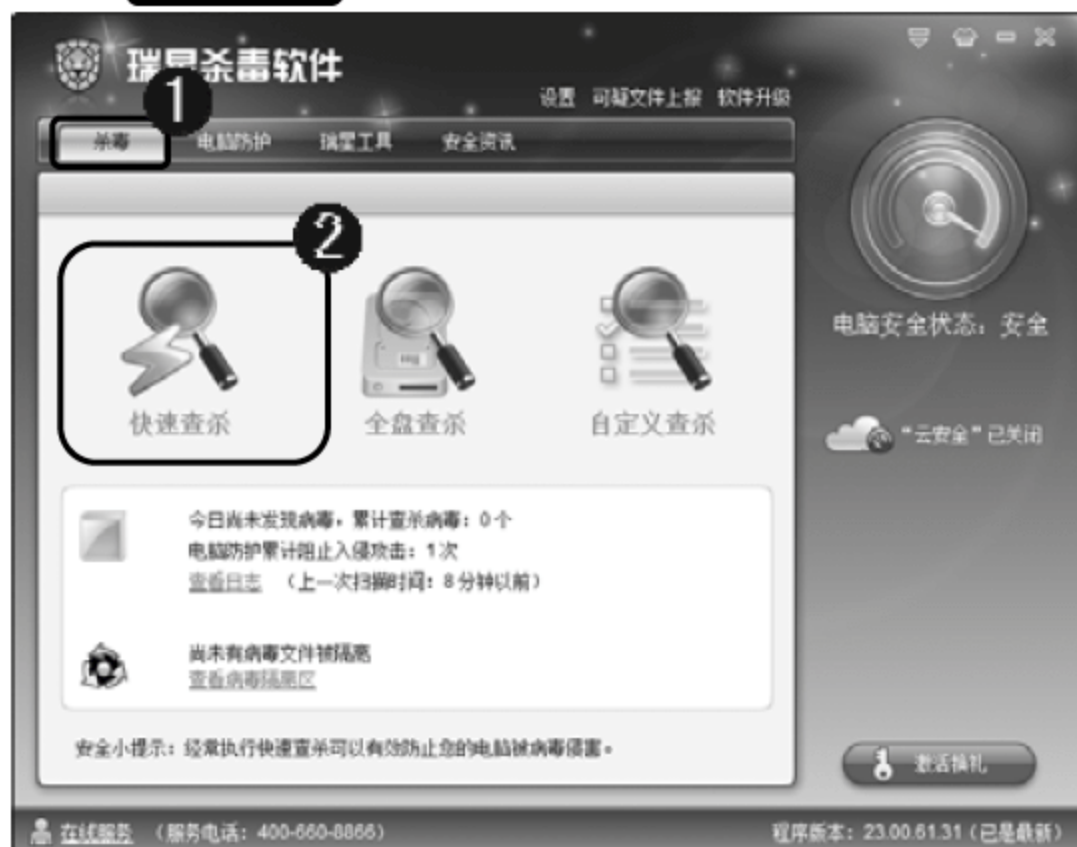 瑞星杀毒软件
设置 可疑文件上报 软件升级
1
杀毒 电脑防护 瑞星工具 安全资讯
2
快速查杀 全盘查杀 自定义查杀
电脑安全状态：安全
“云安全”已关闭
今日尚未发现病毒，累计查杀病毒：0个
电脑防护累计阻止入侵攻击：1次
查看日志 （上一次扫描时间：8分钟以前）
尚未有病毒文件被隔离
查看病毒隔离区
安全小提示：经常执行快速查杀可以有效防止您的电脑被病毒侵害。
激活换礼
在线服务 （服务电话：400-660-8866）
程序版本：23.00.61.31（已是最新）